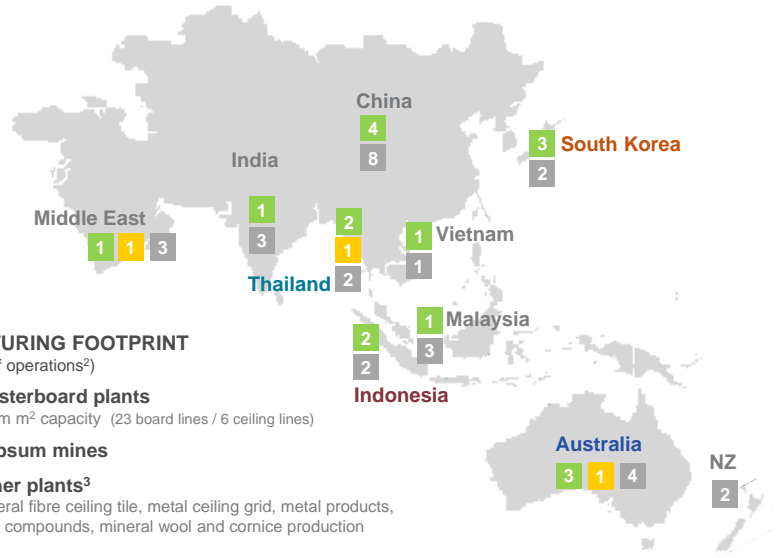 China
4
8
3
South Korea
2
India
1
3
Middle East
1 1 3
2
1
2
Thailand
1
Vietnam
1
1
Malaysia
3
2
2
Indonesia
TURING FOOTPRINT
f operations²)
sterboard plants
m m² capacity (23 board lines / 6 ceiling lines)
psum mines
er plants³
eral fibre ceiling tile, metal ceiling grid, metal products,
compounds, mineral wool and cornice production
Australia
3 1 4
NZ
2